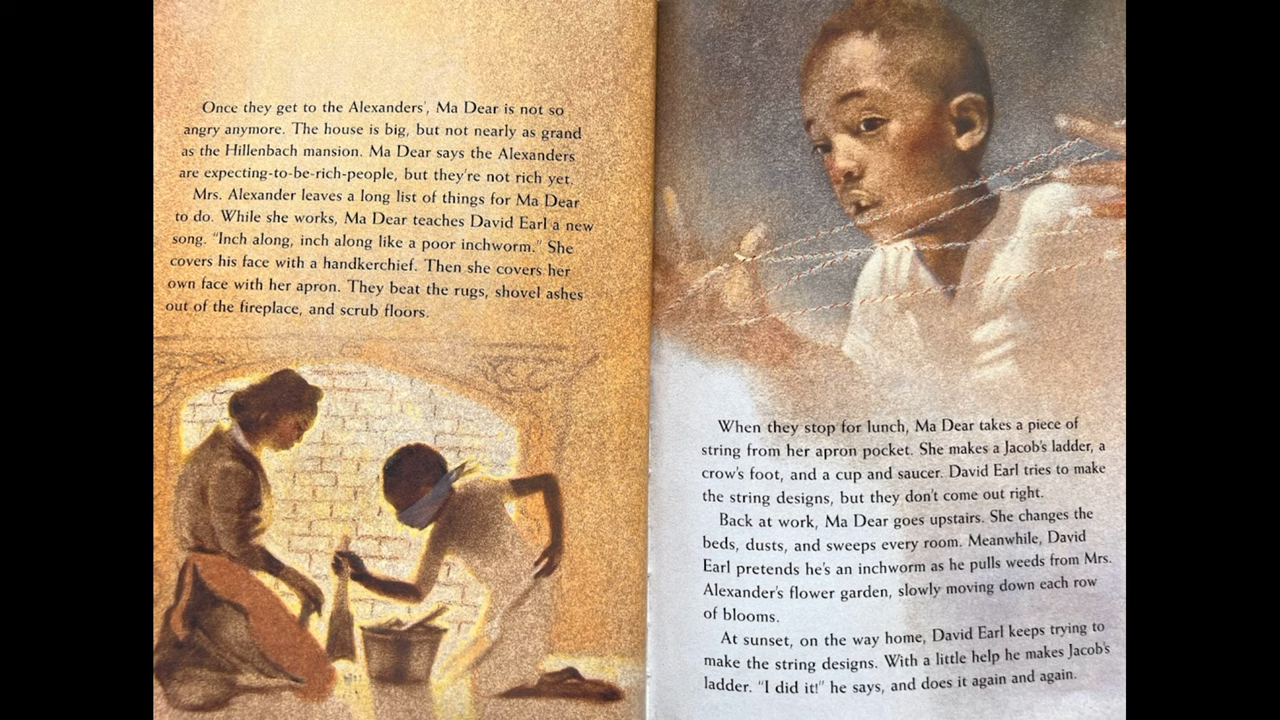 Once they get to the Alexanders', Ma Dear is not so
angry anymore. The house is big, but not nearly as grand
as the Hillenbach mansion. Ma Dear says the Alexanders
are expecting-to-be-rich-people, but they're not rich yet.
Mrs. Alexander leaves a long list of things for Ma Dear
to do. While she works, Ma Dear teaches David Earl a new
song. "Inch along, inch along like a poor inchworm." She
covers his face with a handkerchief. Then she covers her
own face with her apron. They beat the rugs, shovel ashes
out of the fireplace, and scrub floors.
When they stop for lunch, Ma Dear takes a piece of
string from her apron pocket. She makes a Jacob's ladder, a
crow's foot, and a cup and saucer. David Earl tries to make
the string designs, but they don't come out right.
Back at work, Ma Dear goes upstairs. She changes the
beds, dusts, and sweeps every room. Meanwhile, David
Earl pretends he's an inchworm as he pulls weeds from Mrs.
Alexander's flower garden, slowly moving down each row
of blooms.
At sunset, on the way home, David Earl keeps trying to
make the string designs. With a little help he makes Jacob's
ladder. "I did it!" he says, and does it again and again.